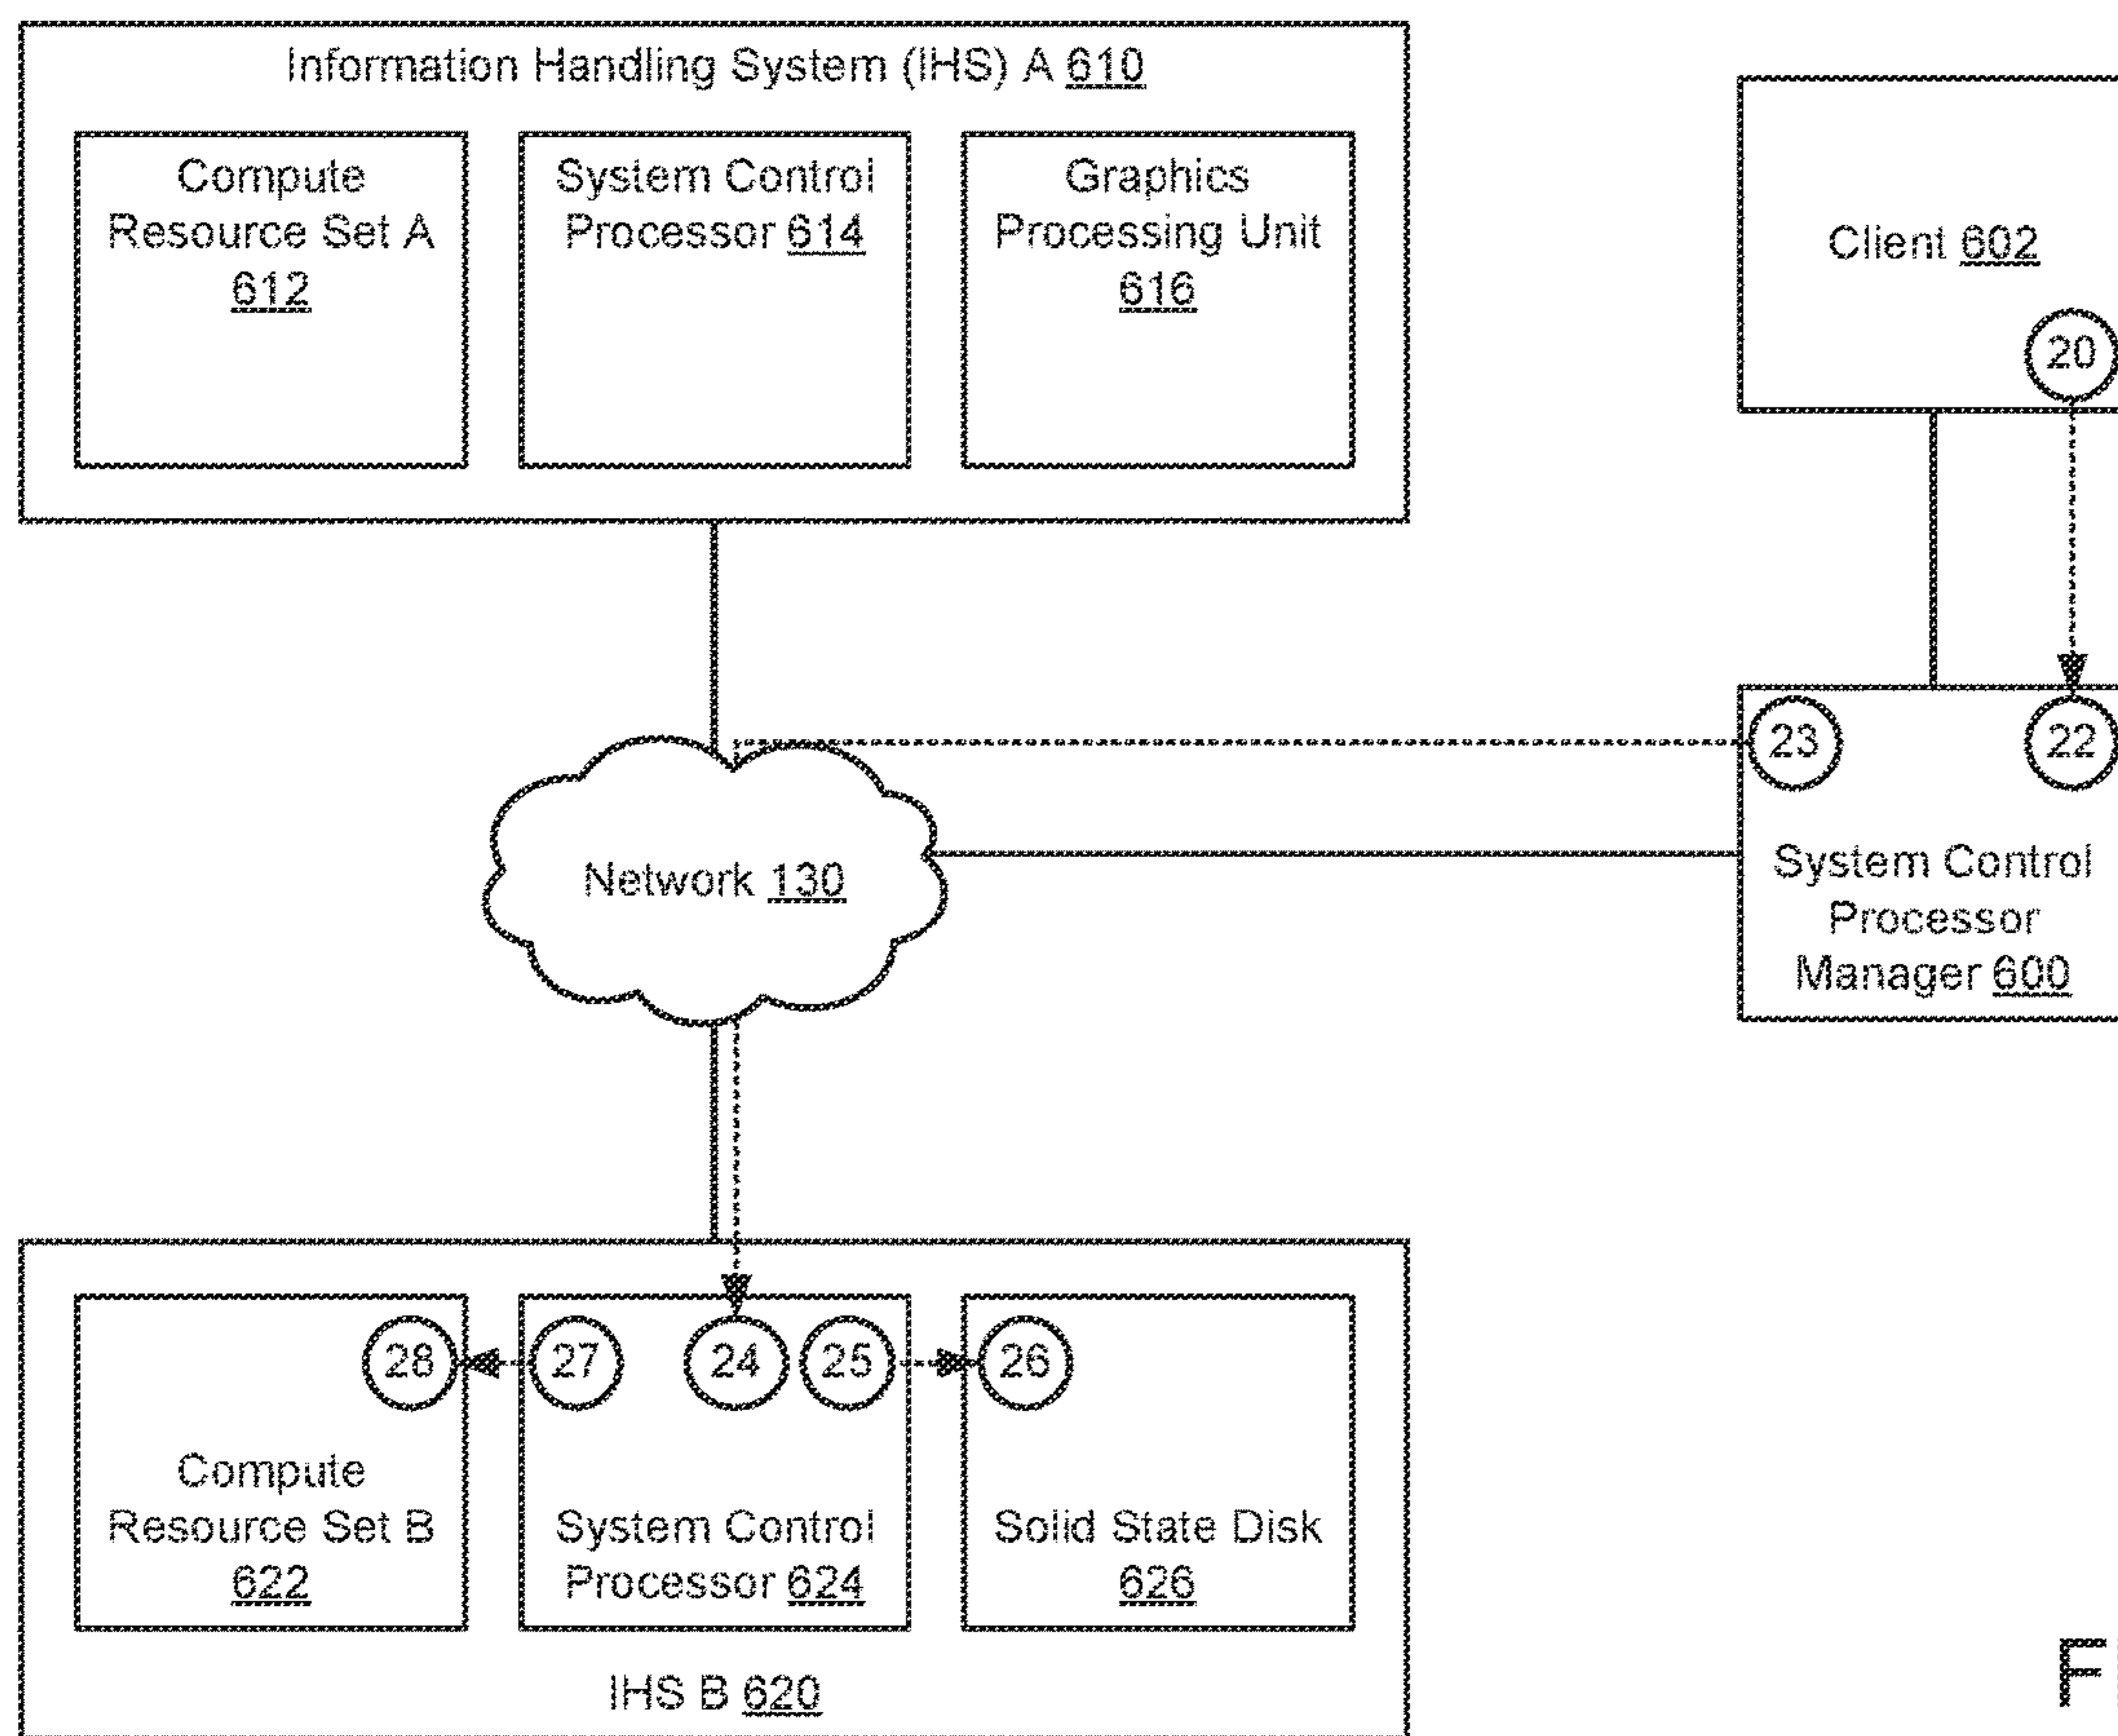 Information Handling System (IHS) A 610
Compute
Resource Set A
612
System Control
Processor 614
Graphics
Processing Unit
616
Client 602
20
23
22
System Control
Processor
Manager 600
Network 130
28
27
24
25
26
Compute
Resource Set B
622
System Control
Processor 624
Solid State Disk
626
IHS B 620
F